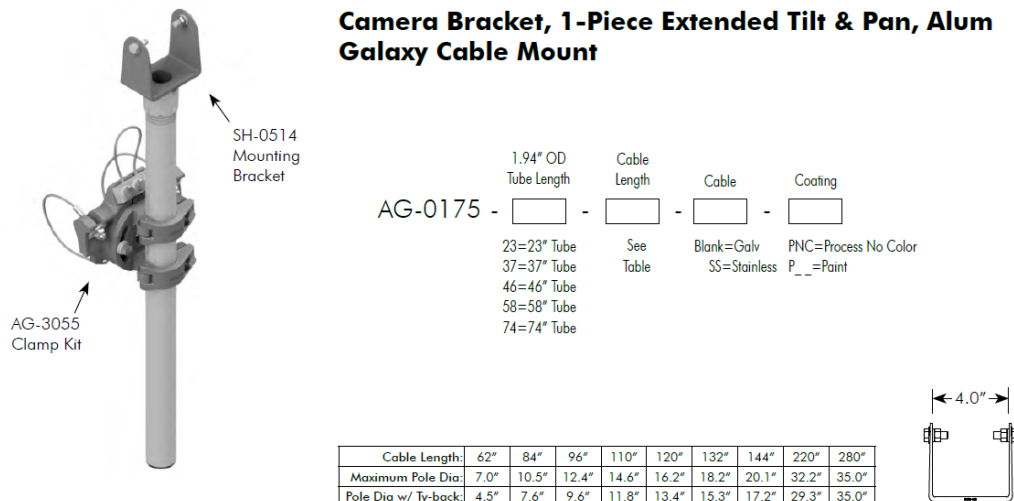 Camera Bracket, 1-Piece Extended Tilt & Pan, Alum
Galaxy Cable Mount
SH-0514
Mounting
Bracket
AG-3055
Clamp Kit
1.94" OD
Tube Length
Cable
Length
Cable
Coating
AG-0175 - - - -
23=23" Tube
37=37" Tube
46=46" Tube
58=58" Tube
74=74" Tube
See
Table
Blank=Galv
SS=Stainless
PNC=Process No Color
P_ _=Paint
4.0"
Cable Length: 62" 84" 96" 110" 120" 132" 144" 220" 280"
Maximum Pole Dia: 7.0" 10.5" 12.4" 14.6" 16.2" 18.2" 20.1" 32.2" 35.0"
Pole Dia w/ Ty-back: 4.5" 7.6" 9.6" 11.8" 13.4" 15.3" 17.2" 29.3" 35.0"